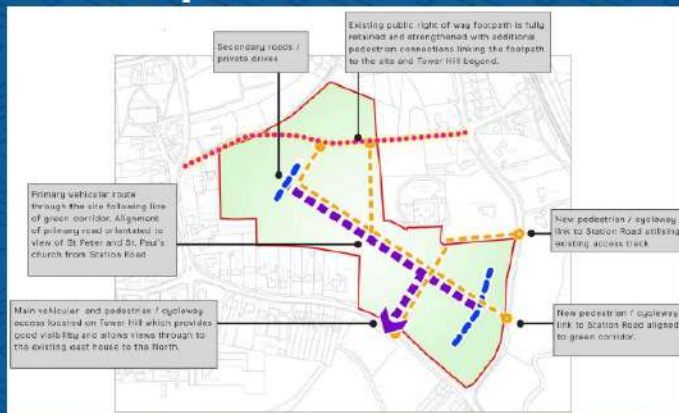 Secondary roads /
private drives
Existing public right of way footpath is fully
retained and strengthened with additional
pedestrian connections linking the footpath
to the site and Tower Hill beyond.
Primary vehicular route
through the site following line
of green corridor. Alignment
of primary road orientated to
view of St Peter and St. Paul's
church from Station Road
New pedestrian / cycleway
link to Station Road utilising
existing access track
Main vehicular and pedestrian / cycleway
access located on Tower Hill which provides
good visibility and allows views through to
the existing oast house to the North.
New pedestrian / cycleway
link to Station Road aligned
to green corridor.